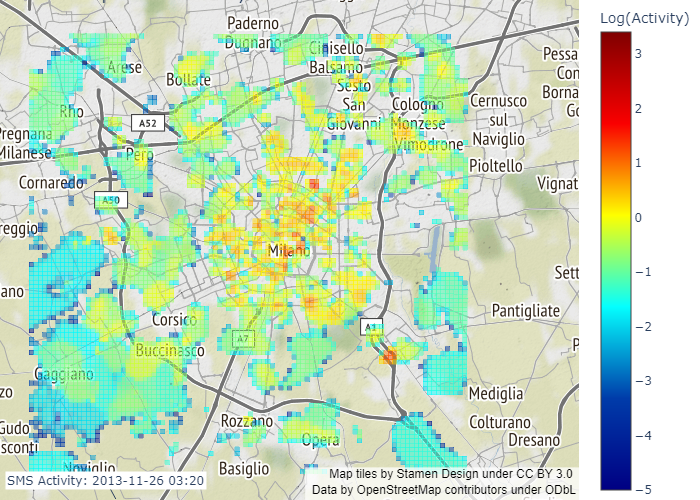 Log(Activity)
Paderno
Dugnano
Cinisello
Balsamo
Arese
Bollate
Sesto
San
Giovanni
Cologno
Monzese
Cernusco
sul
Naviglio
Pessa
Con
Borna
Go
Rho
A52
Pregnana
Milanese
Pero
Vimodrone
Pioltello
Cornaredo
Vignat
A50
reggio
Milano
Sett
ano
Corsico
A1
Pantigliate
A7
Buccinasco
P
Gaggiano
Mediglia
zo
Rozzano
Colturano
Gudo
sconti
Opera
Dresano
Noviglio
Basiglio
SMS Activity: 2013-11-26 03:20
Map tiles by Stamen Design under CC BY 3.0
Data by OpenStreetMap contributors under ODbL
3
2
1
0
−1
−2
−3
−4
−5